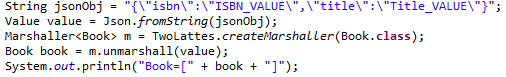 String jsonObj = "{\"isbn\":\"ISBN_VALUE\",\"title\":\"Title_VALUE\"}";
Value value = Json.fromString(jsonObj);
Marshaller<Book> m = TwoLattes.createMarshaller(Book.class);
Book book = m.unmarshall(value);
System.out.println("Book=[" + book + "]");